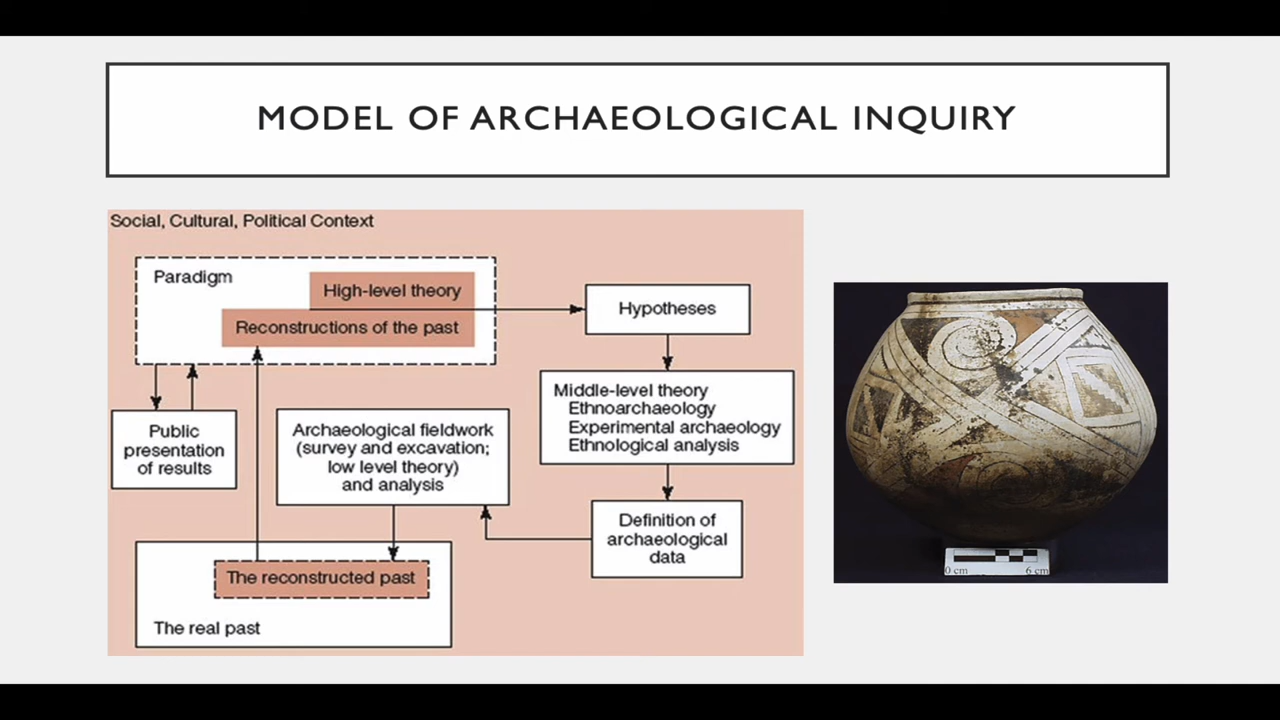 MODEL OF ARCHAEOLOGICAL INQUIRY
Social, Cultural, Political Context
Paradigm
High-level theory
Reconstructions of the past
Hypotheses
Middle-level theory
Ethnoarchaeology
Experimental archaeology
Ethnological analysis
Public
presentation
of results
Archaeological fieldwork
(survey and excavation;
low level theory)
and analysis
Definition of
archaeological
data
The reconstructed past
The real past
0 cm
6 cm